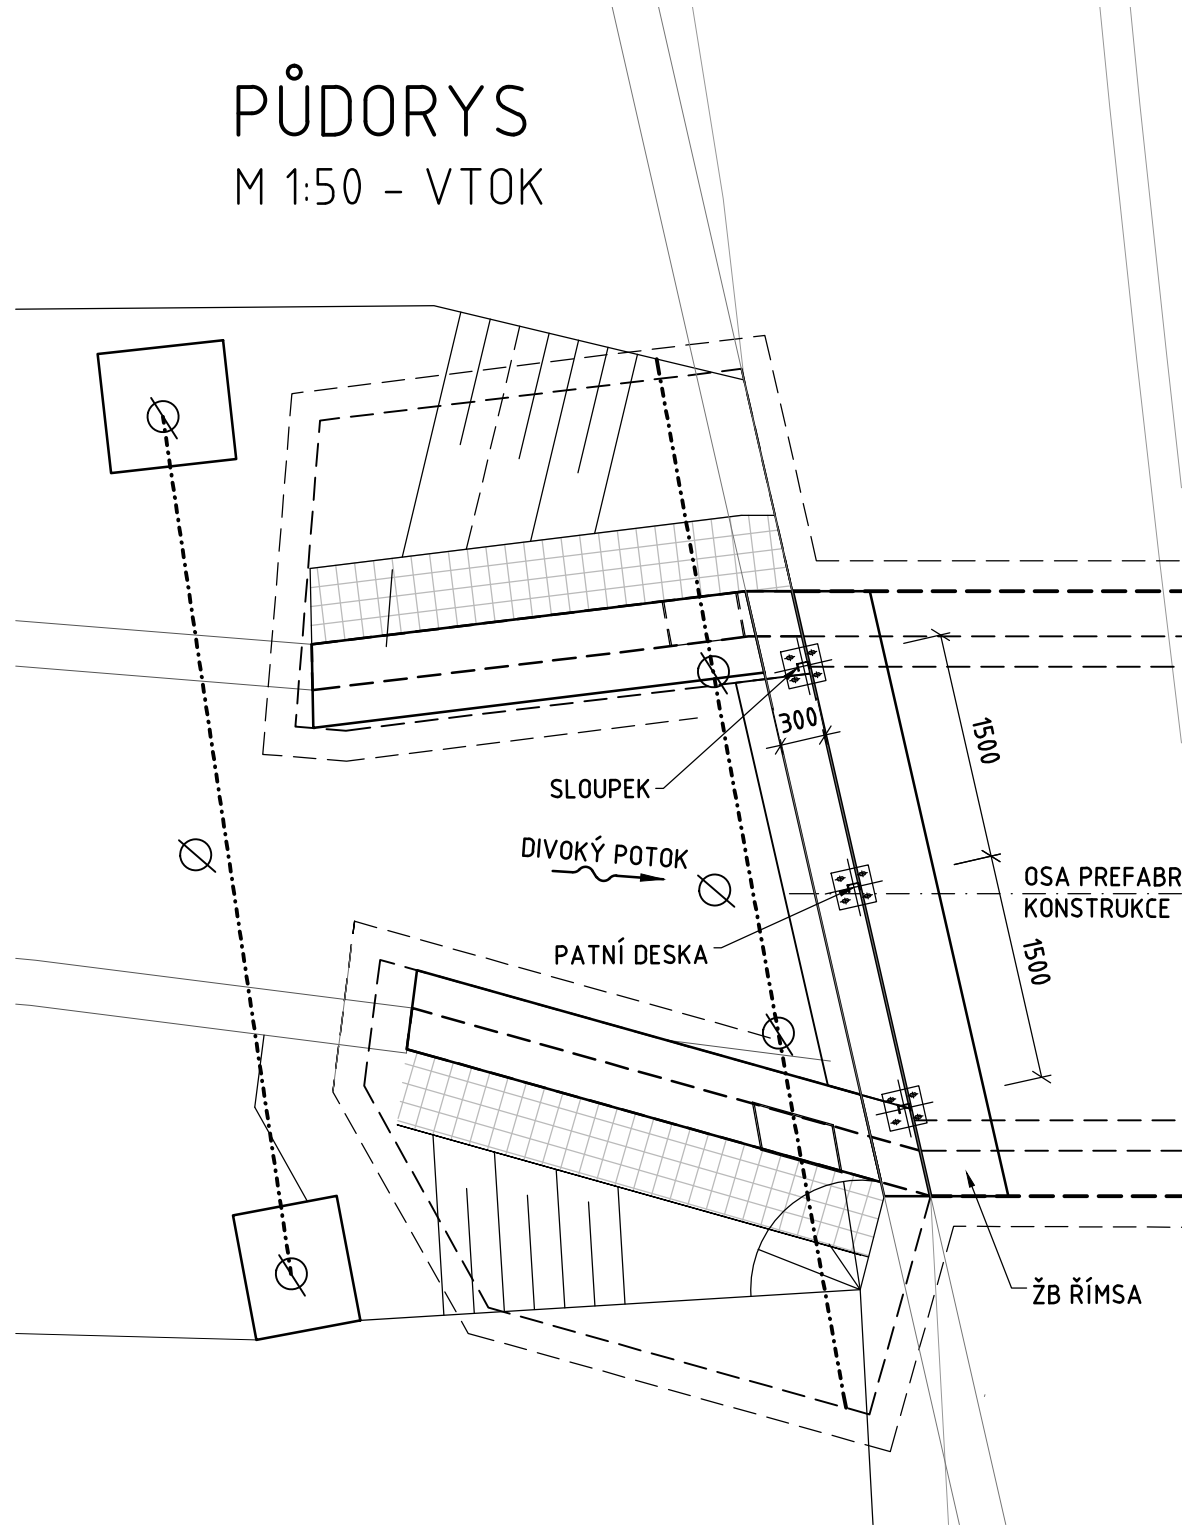 PŮDORYS
M 1:50 - VTOK
300
1500
SLOUPEK
DIVOKÝ POTOK
OSA PREFABR
KONSTRUKCE
PATNÍ DESKA
1500
ŽB ŘÍMSA